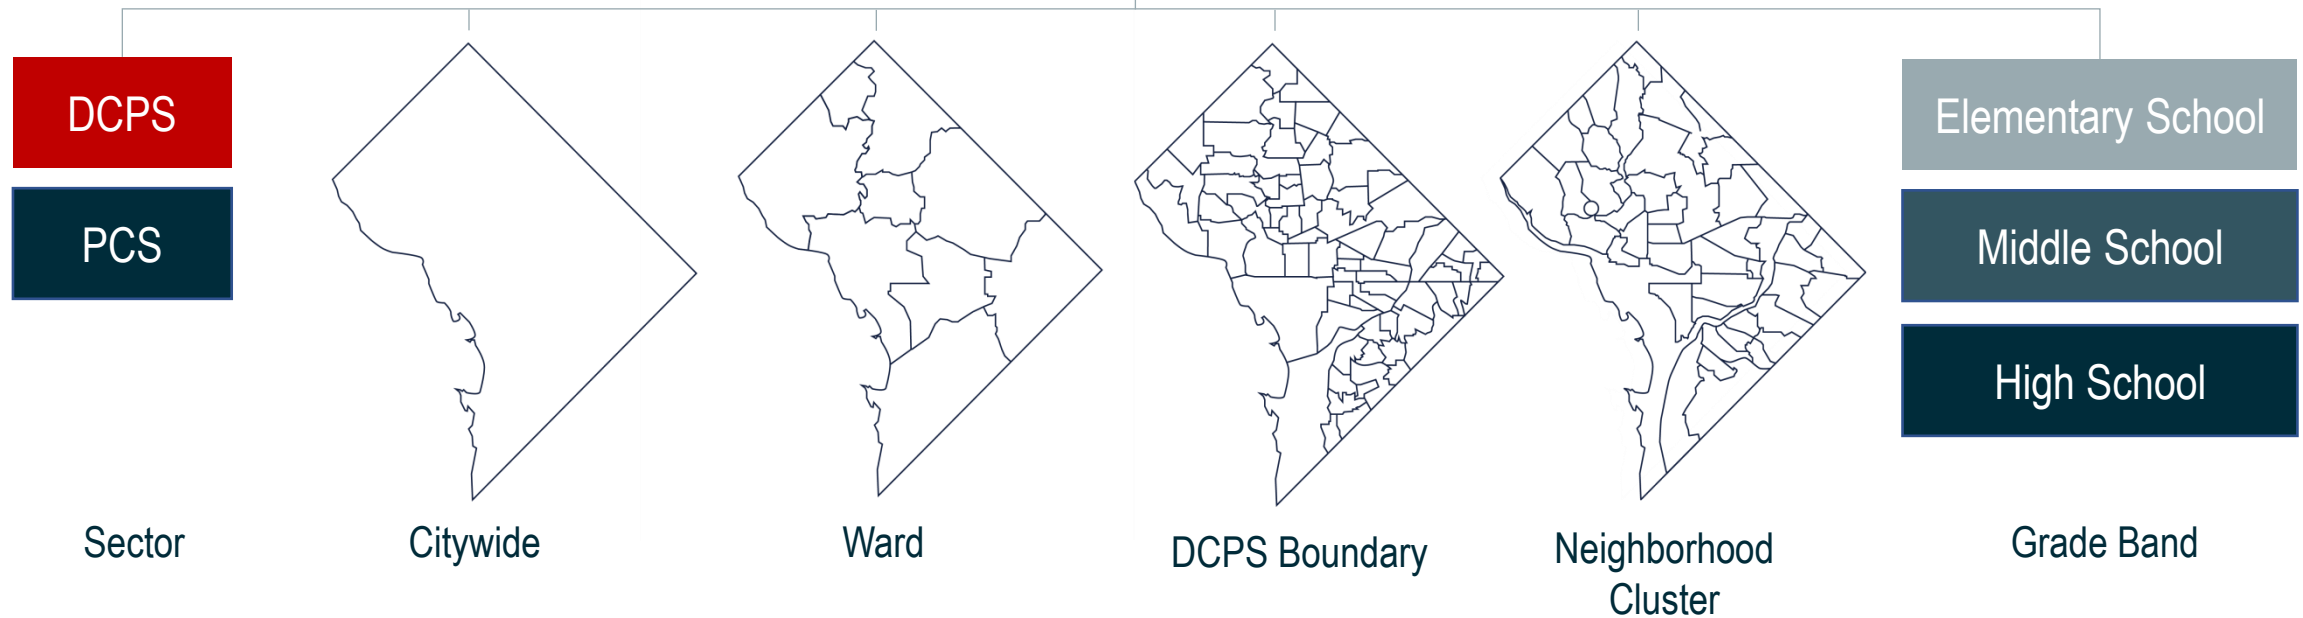 DCPS
PCS
Elementary School
Middle School
High School
Sector
Citywide
Ward
DCPS Boundary
Neighborhood
Cluster
Grade Band